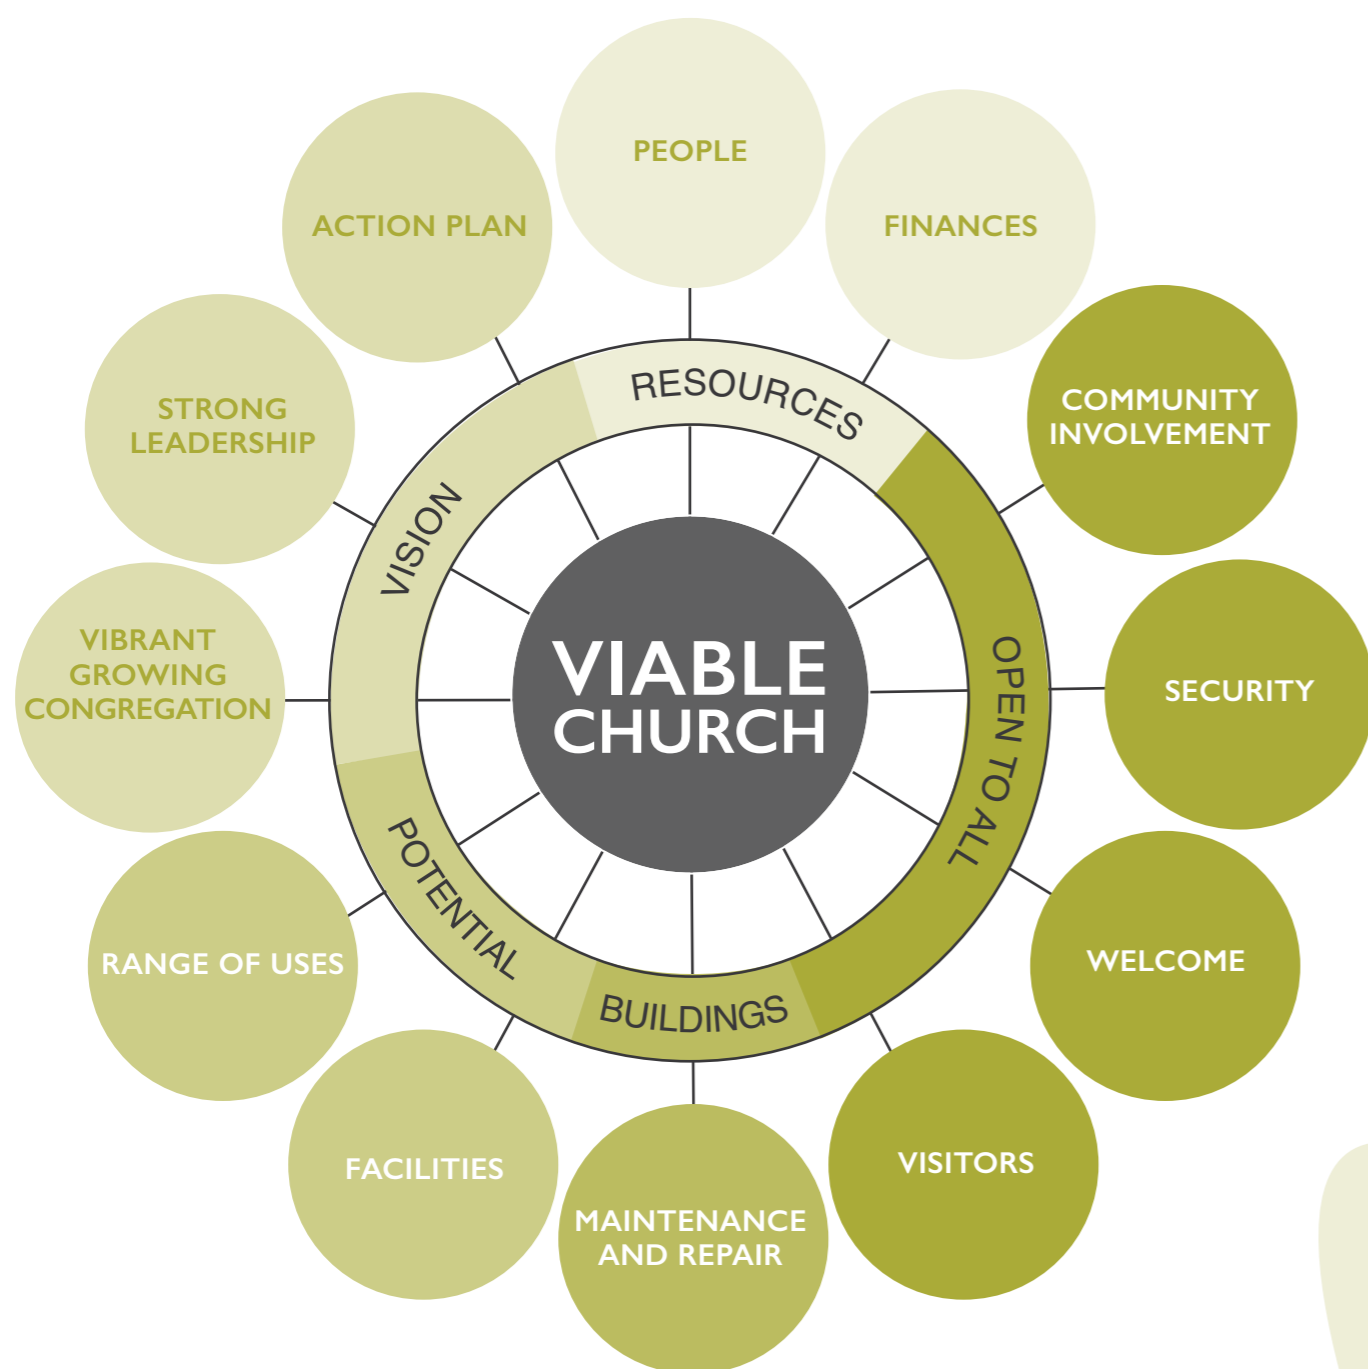 PEOPLE
FINANCES
COMMUNITY
INVOLVEMENT
SECURITY
WELCOME
VISITORS
MAINTENANCE
AND REPAIR
FACILITIES
RANGE OF USES
VIBRANT
GROWING
CONGREGATION
STRONG
LEADERSHIP
ACTION PLAN
RESOURCES
OPEN TO ALL
BUILDINGS
POTENTIAL
VISION
VIABLE
CHURCH